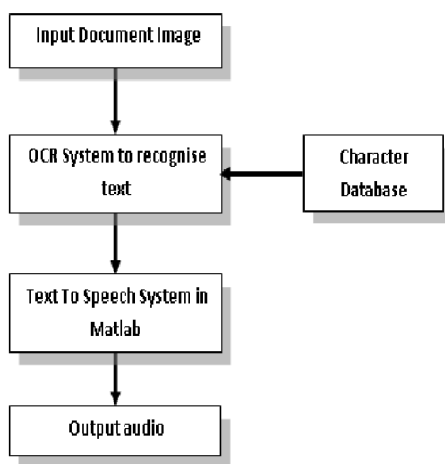 Input Document Image
OCR System to recognise
text
Character
Database
Text To Speech System in
Matlab
Output audio